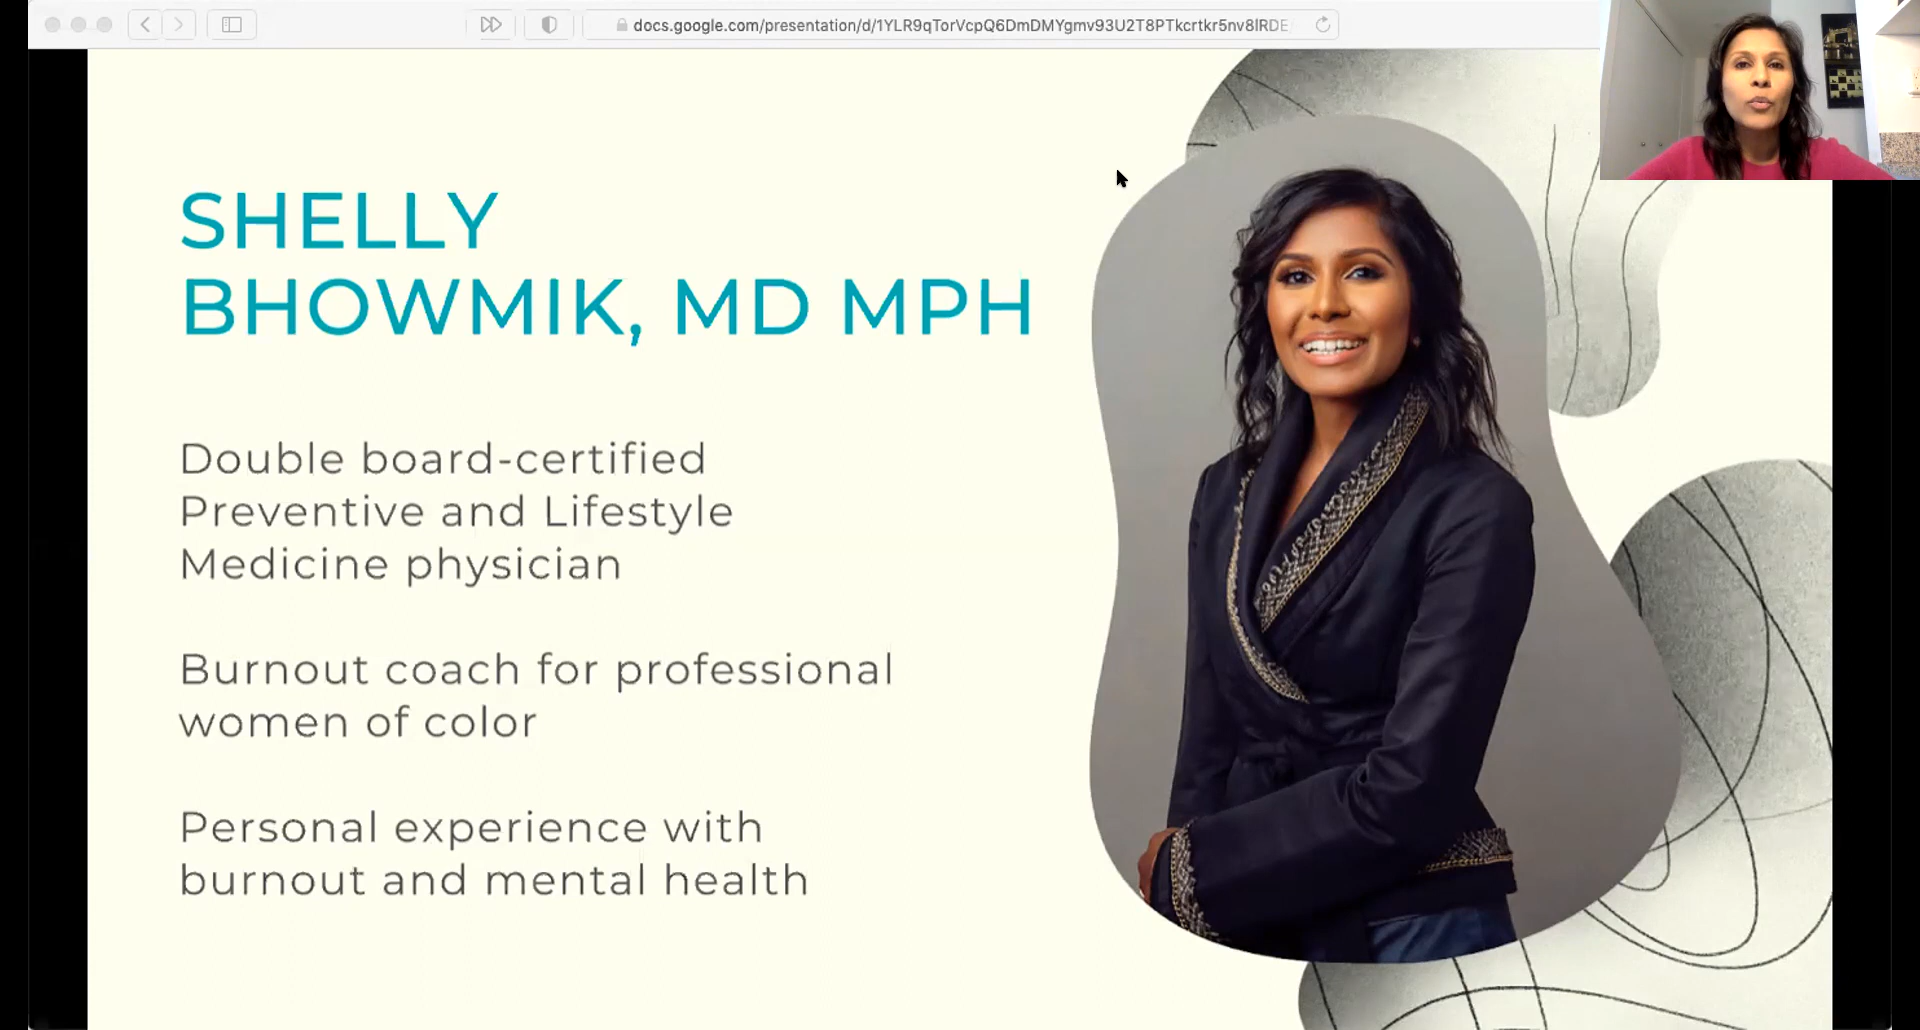 docs.google.com/presentation/d/1YLR9qTorVcpQ6DmDMYgmv93U2T8PTkcrtkr5nv8lRDE
SHELLY
BHOWMIK, MD MPH
Double board-certified
Preventive and Lifestyle
Medicine physician
Burnout coach for professional
women of color
Personal experience with
burnout and mental health